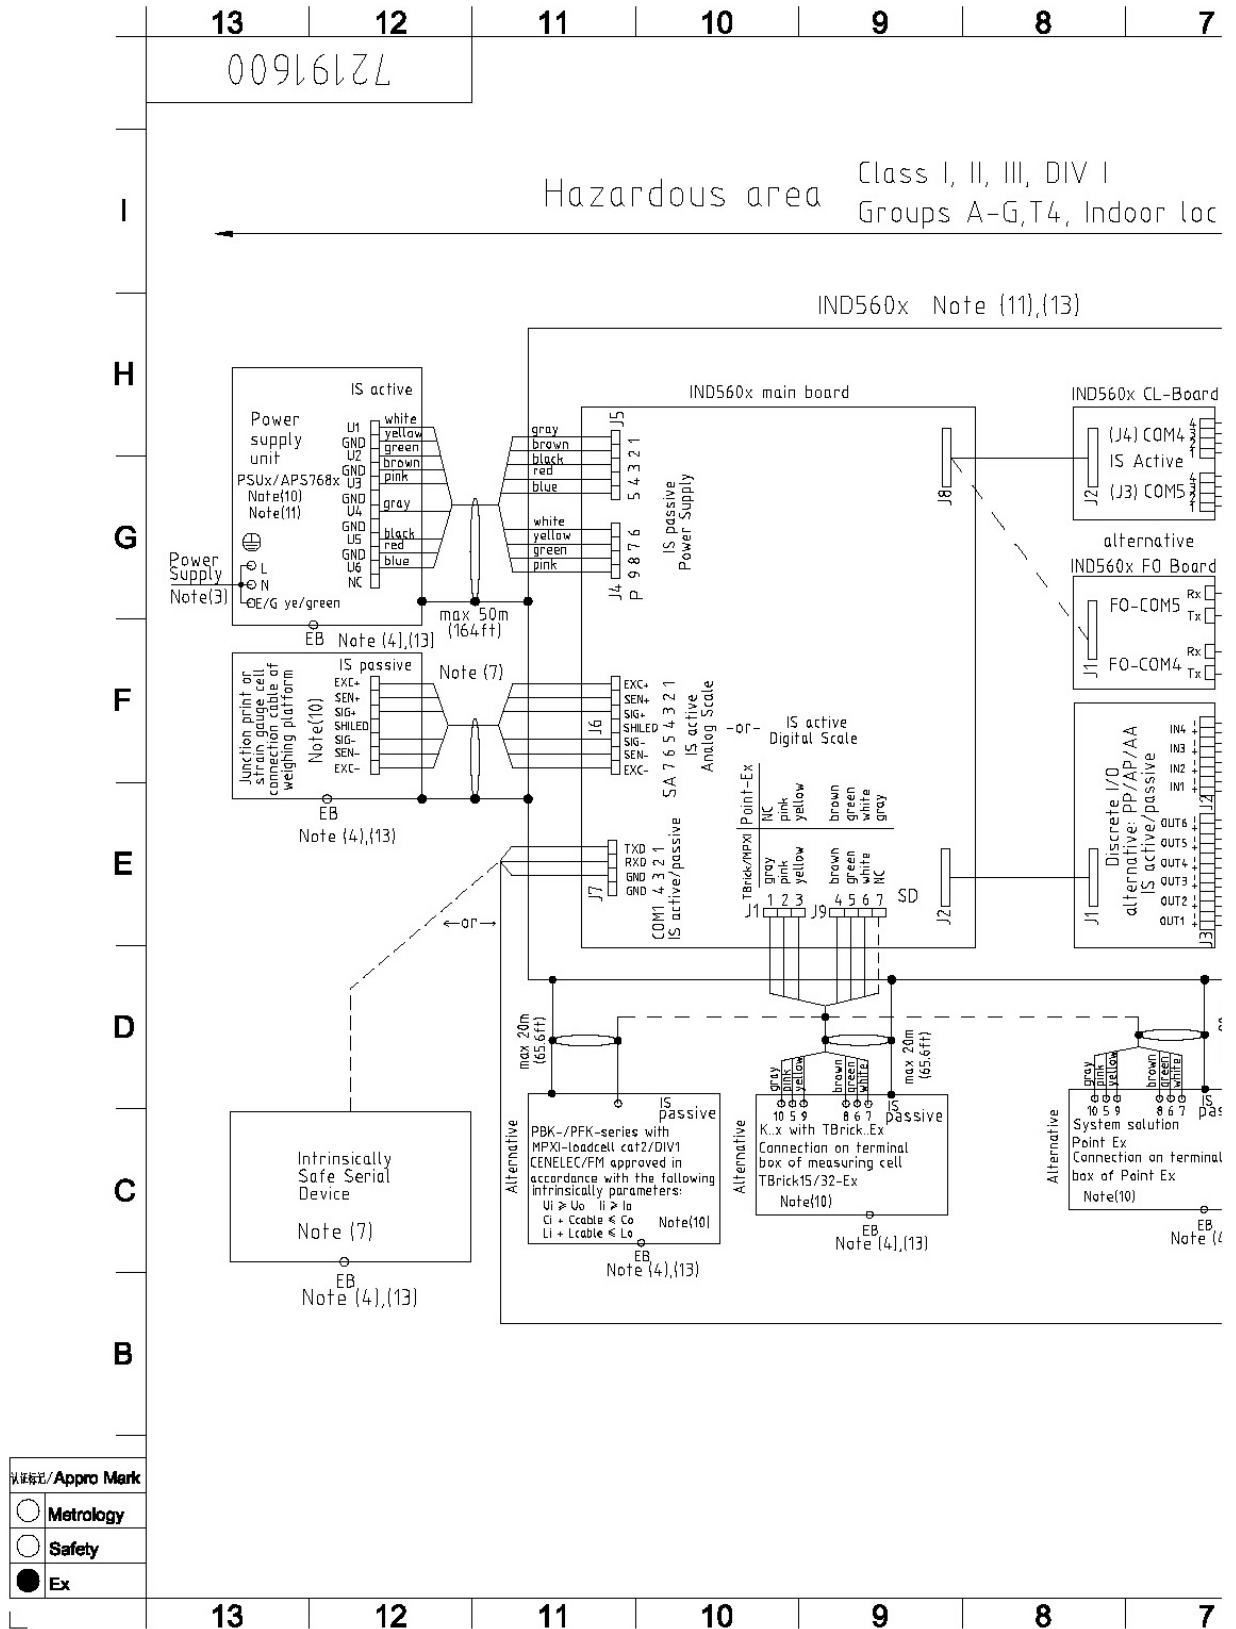 13 12 11 10 9 8 7
72191600
Hazardous area
Class I, II, III, DIV I
Groups A-G,T4, Indoor loc
I
H
G
F
E
D
C
B
IND560x Note (11),(13)
IS active
Power
supply
unit
PSUx/APS768x
Note(10)
Note(11)
U1
GND
U2
GND
U3
GND
U4
GND
U5
GND
U6
NC
white
yellow
green
brown
pink
gray
black
red
blue
L
N
E/G ye/green
Power
Supply
Note(3)
EB
Note (4),(13)
max 50m
(164ft)
gray
brown
black
red
blue
white
yellow
green
pink
J5
5 4 3 2 1
J4
P 9 8 7 6
IS passive
Power Supply
IND560x main board
J8
IND560x CL-Board
(J4) COM4
IS Active
(J3) COM5
J2
4
3
2
1
4
3
2
1
alternative
IND560x FO Board
FO-COM5
FO-COM4
J1
Rx
Tx
Rx
Tx
IS passive
Junction print or
strain gauge cell
connection cable of
weighing platform
Note(10)
EXC+
SEN+
SIG+
SHILED
SIG-
SEN-
EXC-
Note (7)
EB
Note (4),(13)
J6
EXC+
SEN+
SIG+
SHILED
SIG-
SEN-
EXC-
SA 7 6 5 4 3 2 1
IS active
Analog Scale
-or-
IS active
Digital Scale
Point-Ex
NC
pink
yellow
brown
green
white
gray
TBrick/MPXI
gray
pink
yellow
brown
green
white
NC
J1 1 2 3
J9 4 5 6 7
SD
J2
J7
TXD
RXD
GND
GND
COM1 4 3 2 1
IS active/passive
←or→
Discrete I/O
alternative: PP/AP/AA
IS active/passive
J1
IN4
IN3
IN2
IN1
J2
OUT6
OUT5
OUT4
OUT3
OUT2
OUT1
J3
max 20m
(65.6ft)
max 20m
(65.6ft)
Alternative
IS
passive
PBK-/PFK-series with
MPXI-loadcell cat2/DIV1
CENELEC/FM approved in
accordance with the following
intrinsically parameters:
Ui ≥ Uo Ii ≥ Io
Ci + Ccable ≤ Co
Li + Lcable ≤ Lo
Note(10)
EB
Note (4),(13)
Alternative
gray
pink
yellow
brown
green
white
10 5 9 8 6 7
IS
passive
K..x with TBrick..Ex
Connection on terminal
box of measuring cell
TBrick15/32-Ex
Note(10)
EB
Note (4),(13)
Alternative
gray
pink
yellow
brown
green
white
10 5 9 8 6 7
IS
pas
System solution
Point Ex
Connection on terminal
box of Point Ex
Note(10)
EB
Note (4
Intrinsically
Safe Serial
Device
Note (7)
EB
Note (4),(13)
/Appro Mark
Metrology
Safety
Ex
13 12 11 10 9 8 7